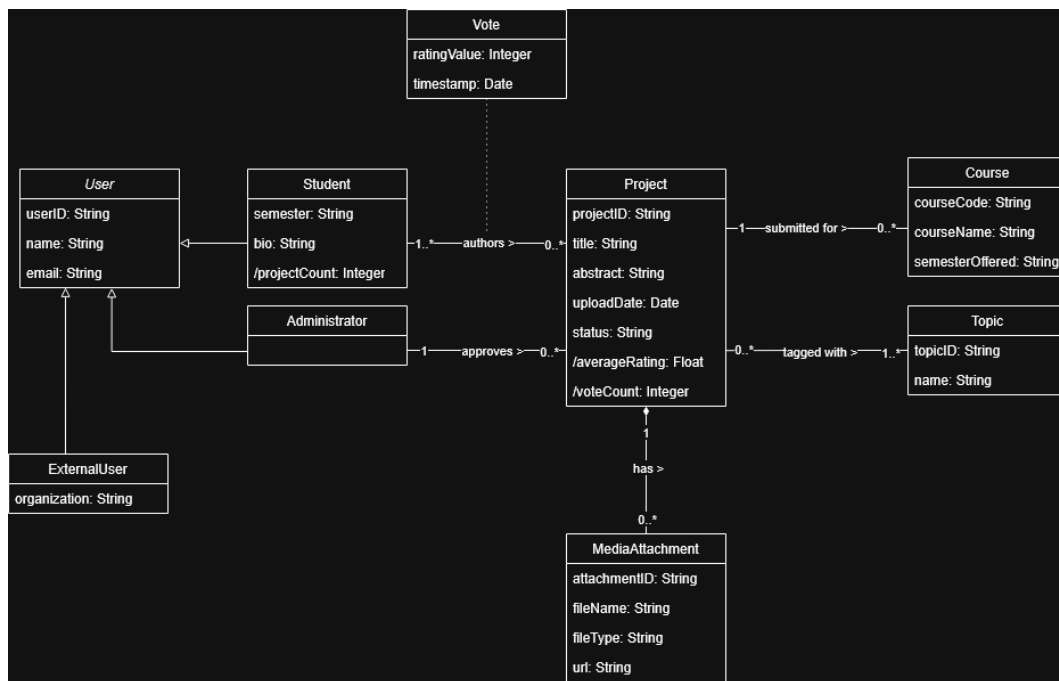 Vote
ratingValue: Integer
timestamp: Date
User
userID: String
name: String
email: String
Student
semester: String
bio: String
/projectCount: Integer
1..*
authors >
0..*
Project
projectID: String
title: String
abstract: String
uploadDate: Date
status: String
/averageRating: Float
/voteCount: Integer
1
submitted for >
0..*
Course
courseCode: String
courseName: String
semesterOffered: String
Administrator
1
approves >
0..*
0..*
tagged with >
1..*
Topic
topicID: String
name: String
ExternalUser
organization: String
1
has >
0..*
MediaAttachment
attachmentID: String
fileName: String
fileType: String
url: String